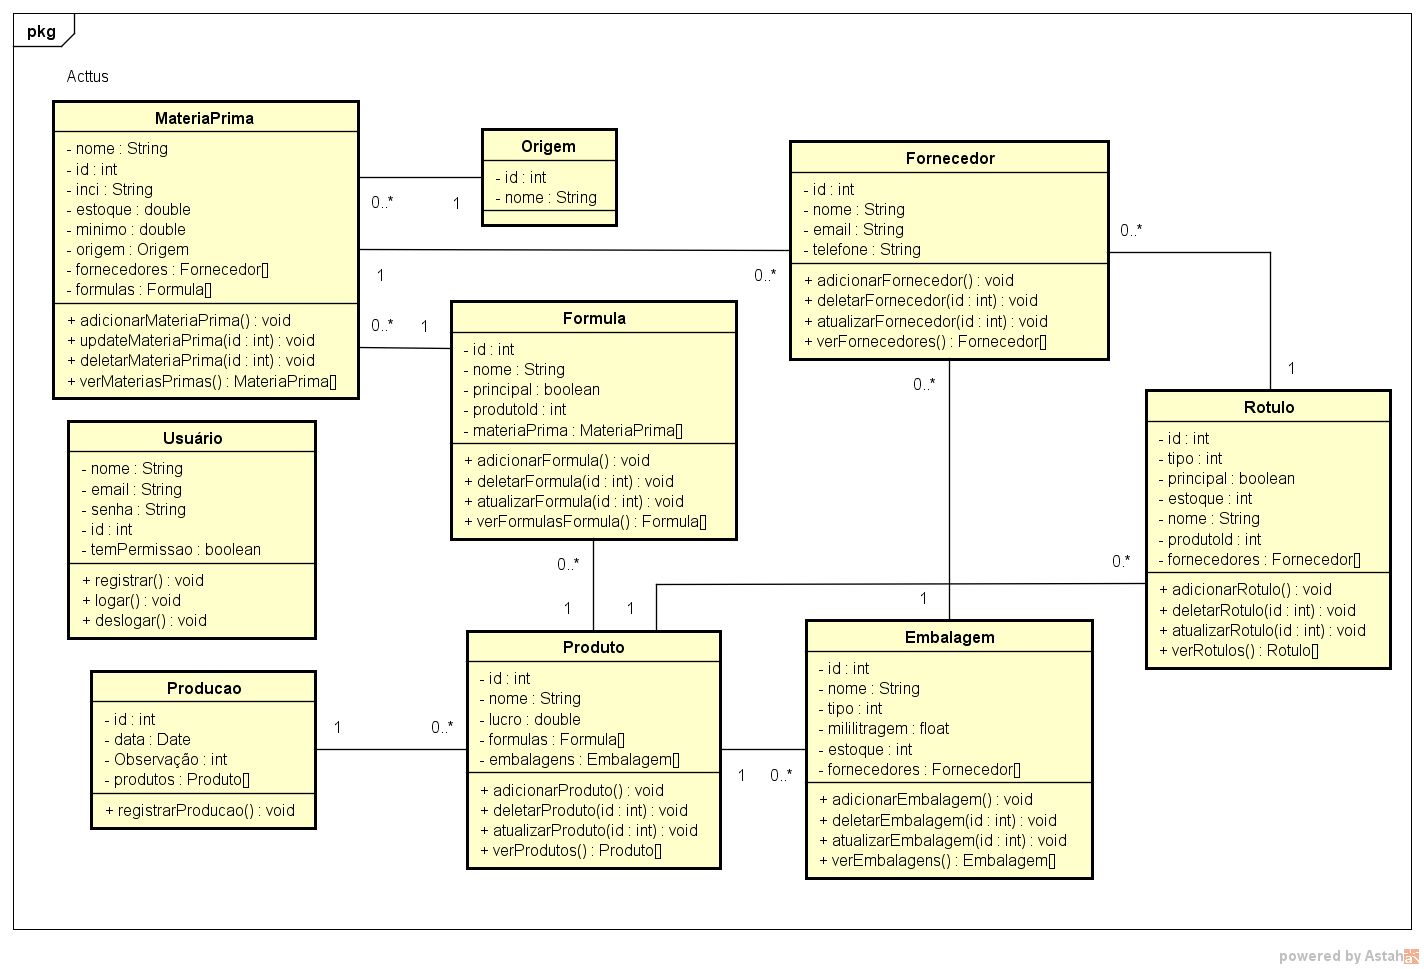 pkg
Acttus
MateriaPrima
- nome : String
- id : int
- inci : String
- estoque : double
- minimo : double
- origem : Origem
- fornecedores : Fornecedor[]
- formulas : Formula[]
+ adicionarMateriaPrima() : void
+ updateMateriaPrima(id : int) : void
+ deletarMateriaPrima(id : int) : void
+ verMateriasPrimas() : MateriaPrima[]
0..*
1
Origem
- id : int
- nome : String
1
0..*
Fornecedor
- id : int
- nome : String
- email : String
- telefone : String
+ adicionarFornecedor() : void
+ deletarFornecedor(id : int) : void
+ atualizarFornecedor(id : int) : void
+ verFornecedores() : Fornecedor[]
0..*
1
0..*
1
Formula
- id : int
- nome : String
- principal : boolean
- produtoId : int
- materiaPrima : MateriaPrima[]
+ adicionarFormula() : void
+ deletarFormula(id : int) : void
+ atualizarFormula(id : int) : void
+ verFormulasFormula() : Formula[]
0..*
1
Rotulo
- id : int
- tipo : int
- principal : boolean
- estoque : int
- nome : String
- produtoId : int
- fornecedores : Fornecedor[]
+ adicionarRotulo() : void
+ deletarRotulo(id : int) : void
+ atualizarRotulo(id : int) : void
+ verRotulos() : Rotulo[]
Usuário
- nome : String
- email : String
- senha : String
- id : int
- temPermissao : boolean
+ registrar() : void
+ logar() : void
+ deslogar() : void
0..*
1
1
0..*
Producao
- id : int
- data : Date
- Observação : int
- produtos : Produto[]
+ registrarProducao() : void
1
0..*
Produto
- id : int
- nome : String
- lucro : double
- formulas : Formula[]
- embalagens : Embalagem[]
+ adicionarProduto() : void
+ deletarProduto(id : int) : void
+ atualizarProduto(id : int) : void
+ verProdutos() : Produto[]
1
0..*
Embalagem
- id : int
- nome : String
- tipo : int
- mililitragem : float
- estoque : int
- fornecedores : Fornecedor[]
+ adicionarEmbalagem() : void
+ deletarEmbalagem(id : int) : void
+ atualizarEmbalagem(id : int) : void
+ verEmbalagens() : Embalagem[]
powered by Astah